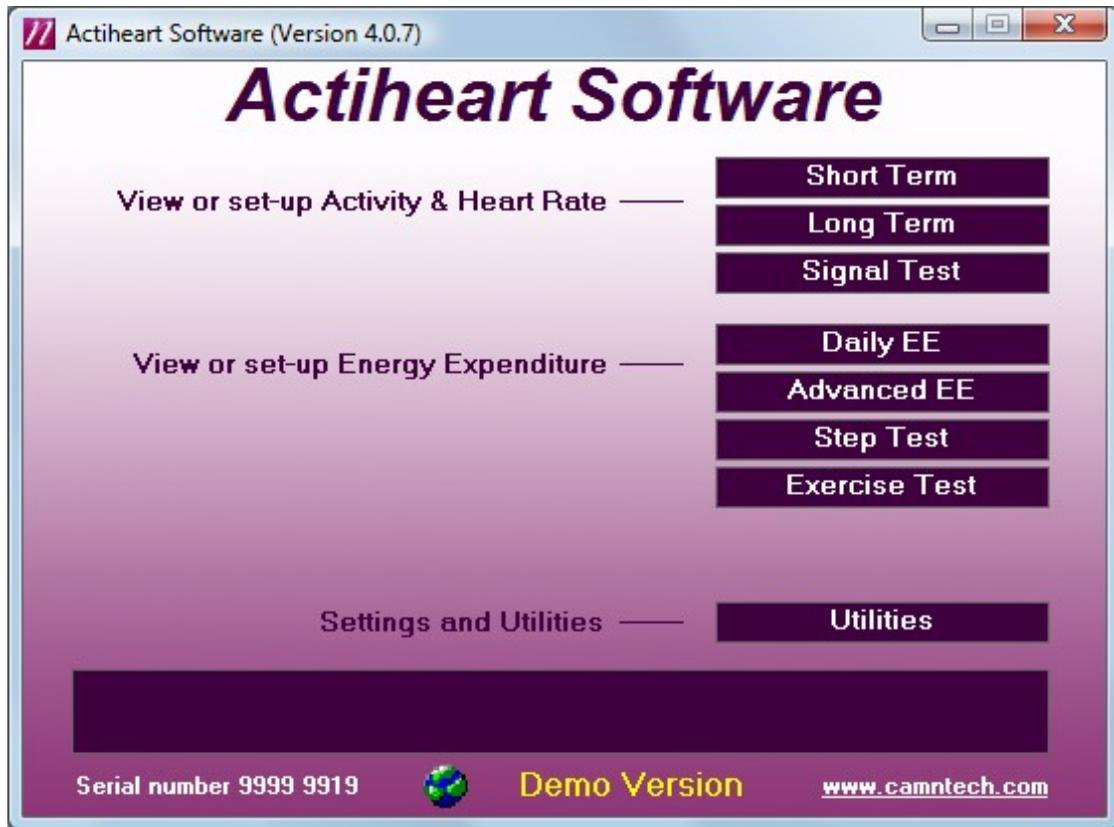 Actiheart Software (Version 4.0.7)
Actiheart Software
View or set-up Activity & Heart Rate
Short Term
Long Term
Signal Test
View or set-up Energy Expenditure
Daily EE
Advanced EE
Step Test
Exercise Test
Settings and Utilities
Utilities
Serial number 9999 9919
Demo Version
www.camntech.com